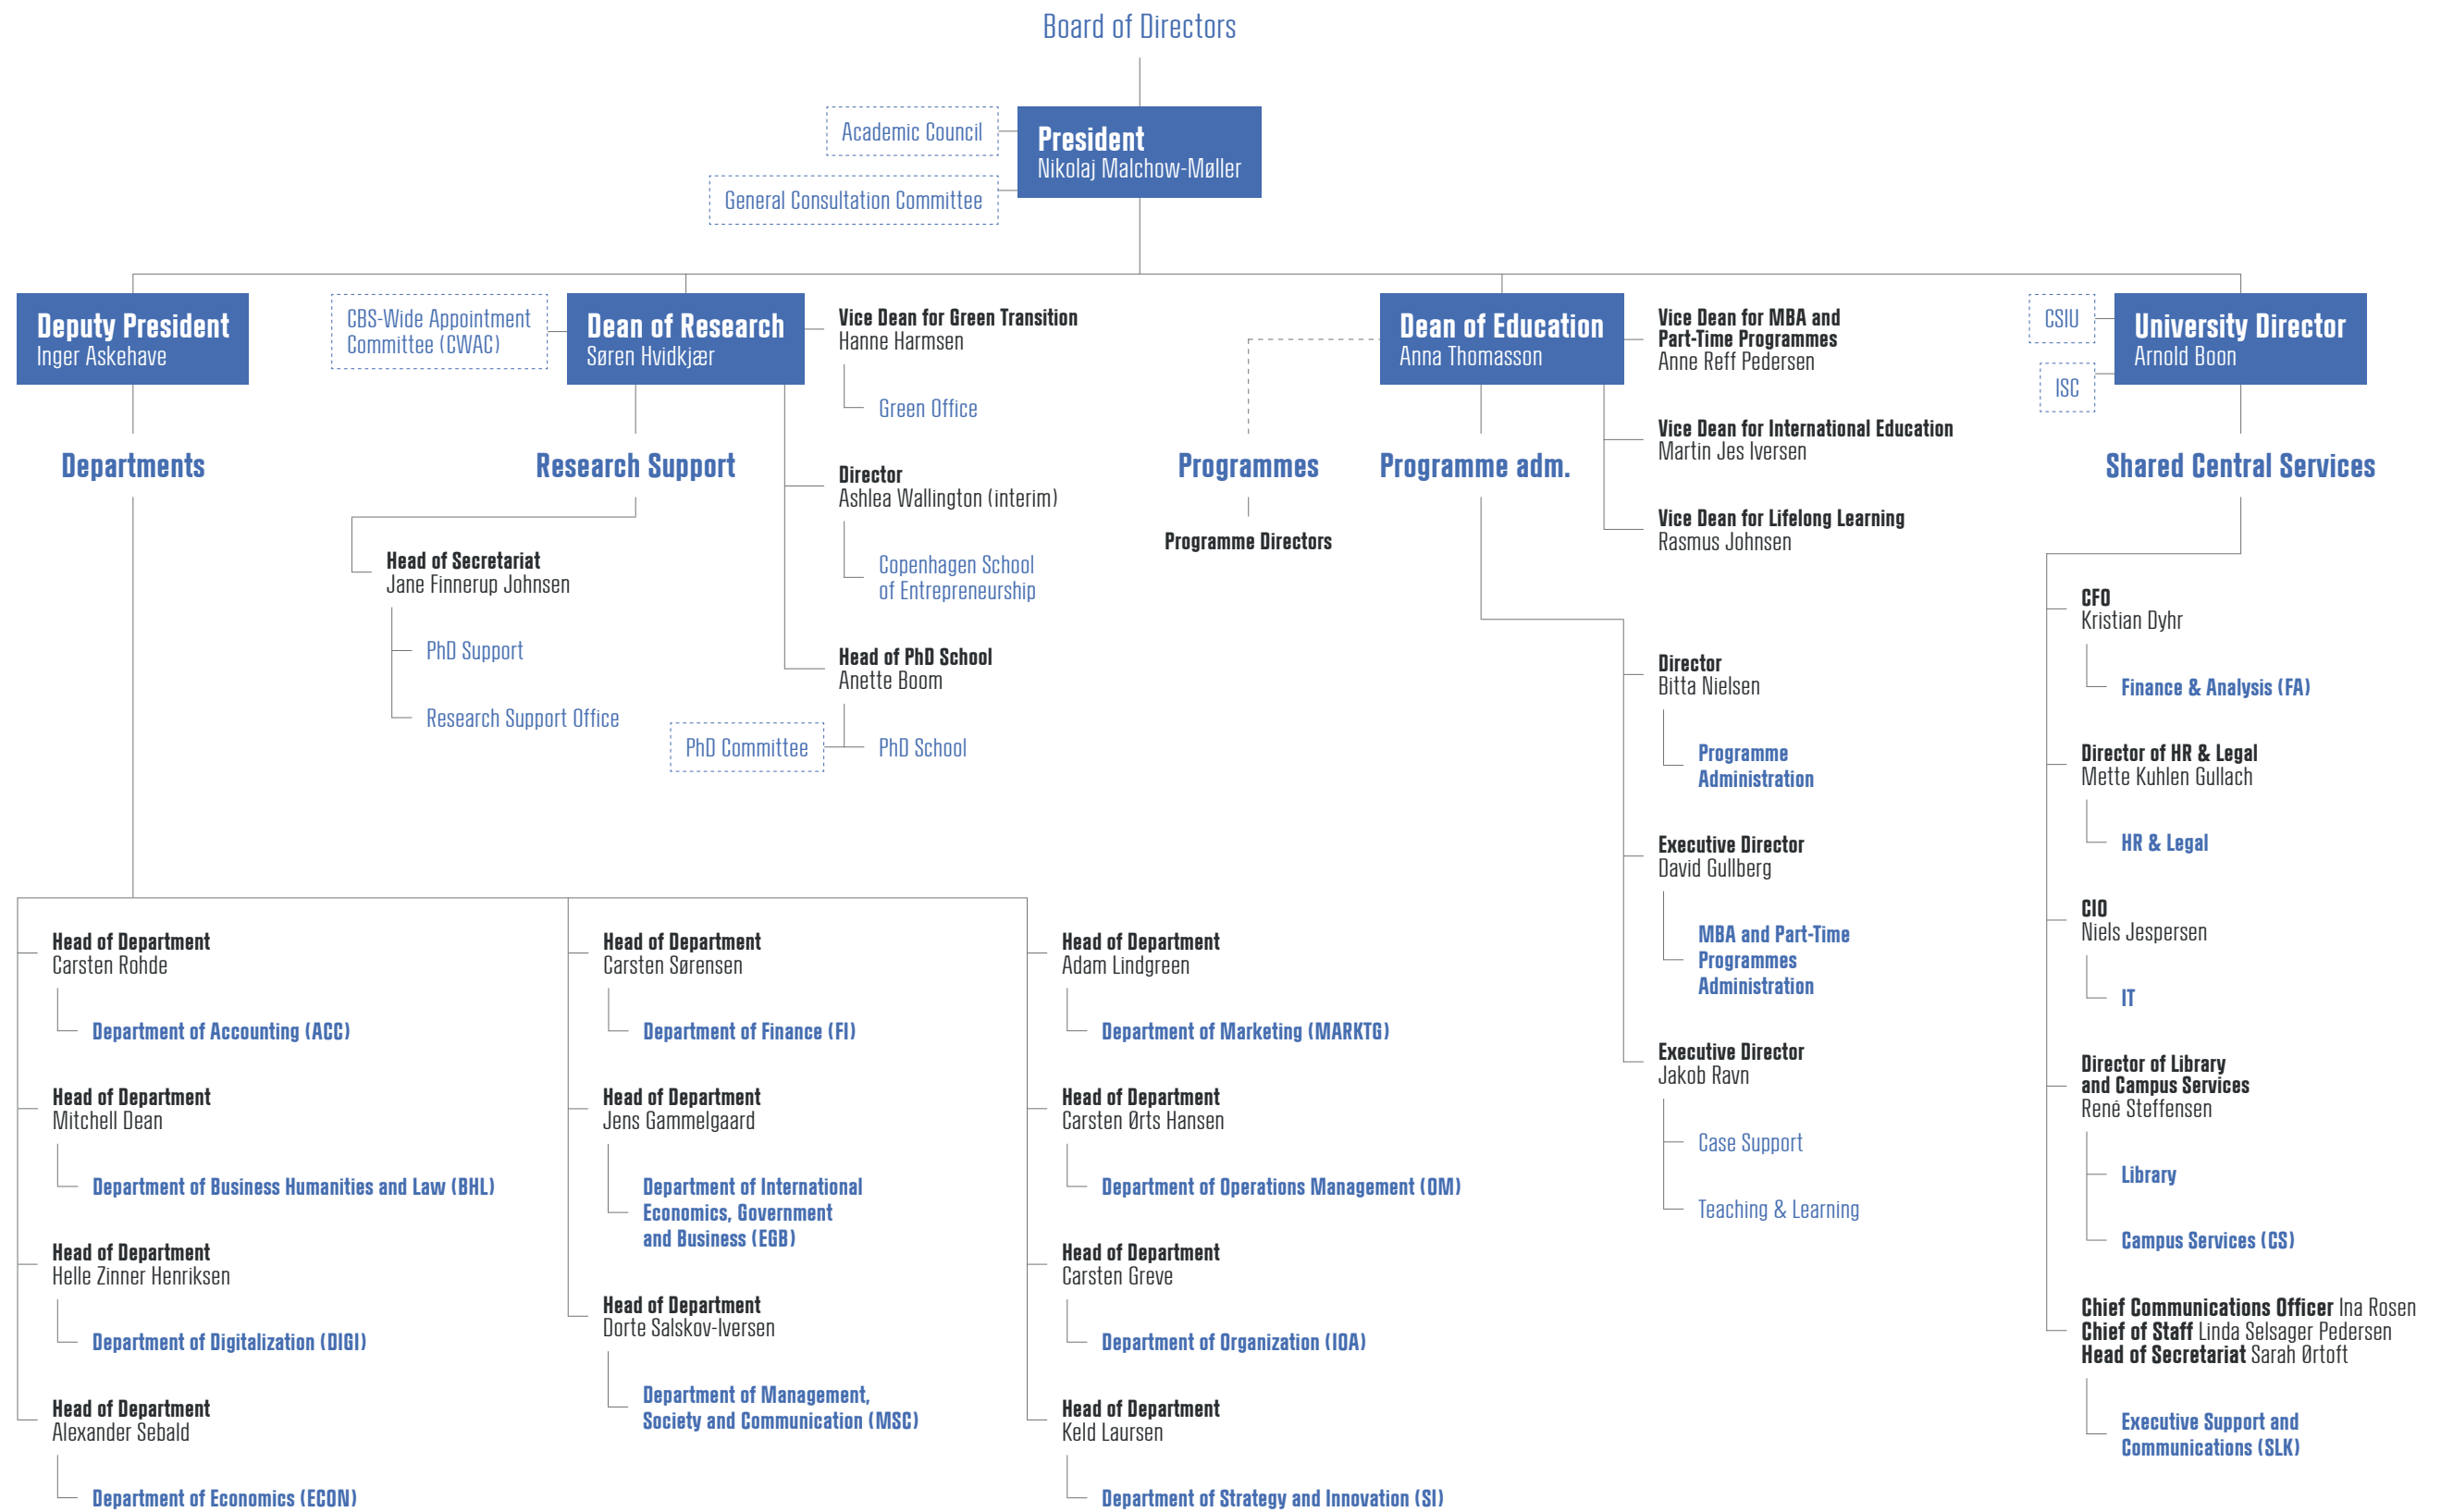 Board of Directors
Academic Council
General Consultation Committee
President
Nikolaj Malchow-Møller
Deputy President
Inger Askehave
Departments
CBS-Wide Appointment
Committee (CWAC)
Dean of Research
Søren Hvidkjær
Research Support
Head of Secretariat
Jane Finnerup Johnsen
PhD Support
Research Support Office
Vice Dean for Green Transition
Hanne Harmsen
Green Office
Director
Ashlea Wallington (interim)
Copenhagen School
of Entrepreneurship
Head of PhD School
Anette Boom
PhD Committee
PhD School
Dean of Education
Anna Thomasson
Programmes
Programme Directors
Programme adm.
Vice Dean for MBA and
Part-Time Programmes
Anne Reff Pedersen
Vice Dean for International Education
Martin Jes Iversen
Vice Dean for Lifelong Learning
Rasmus Johnsen
Director
Bitta Nielsen
Programme
Administration
Executive Director
David Gullberg
MBA and Part-Time
Programmes
Administration
Executive Director
Jakob Ravn
Case Support
Teaching & Learning
CSIU
ISC
University Director
Arnold Boon
Shared Central Services
CFO
Kristian Dyhr
Finance & Analysis (FA)
Director of HR & Legal
Mette Kuhlen Gullach
HR & Legal
CIO
Niels Jespersen
IT
Director of Library
and Campus Services
René Steffensen
Library
Campus Services (CS)
Chief Communications Officer Ina Rosen
Chief of Staff Linda Selsager Pedersen
Head of Secretariat Sarah Ørtoft
Executive Support and
Communications (SLK)
Head of Department
Carsten Rohde
Department of Accounting (ACC)
Head of Department
Mitchell Dean
Department of Business Humanities and Law (BHL)
Head of Department
Helle Zinner Henriksen
Department of Digitalization (DIGI)
Head of Department
Alexander Sebald
Department of Economics (ECON)
Head of Department
Carsten Sørensen
Department of Finance (FI)
Head of Department
Jens Gammelgaard
Department of International
Economics, Government
and Business (EGB)
Head of Department
Dorte Salskov-Iversen
Department of Management,
Society and Communication (MSC)
Head of Department
Adam Lindgreen
Department of Marketing (MARKTG)
Head of Department
Carsten Ørts Hansen
Department of Operations Management (OM)
Head of Department
Carsten Greve
Department of Organization (IOA)
Head of Department
Keld Laursen
Department of Strategy and Innovation (SI)